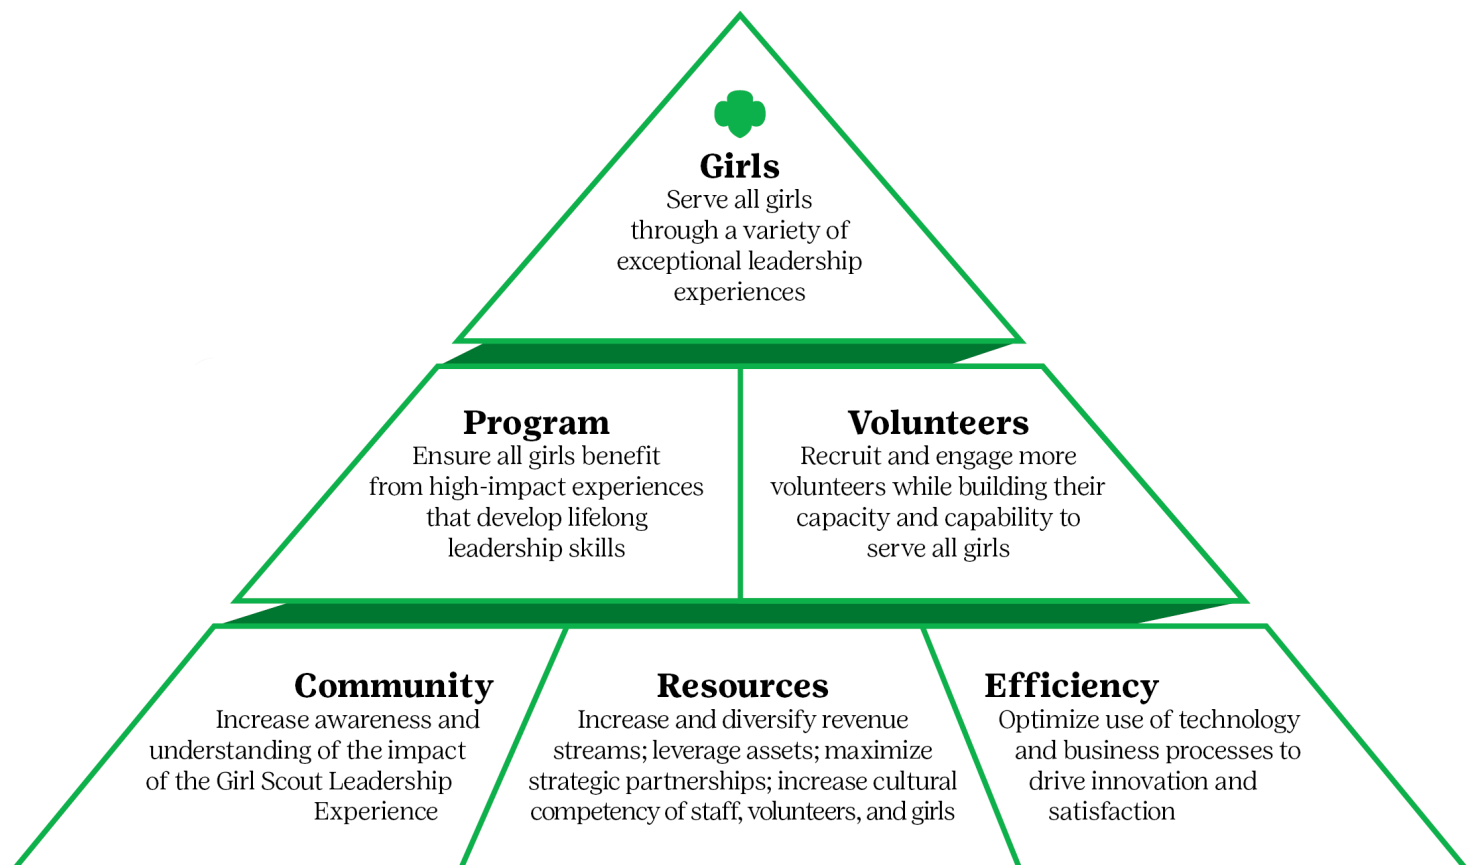 Girls
Serve all girls
through a variety of
exceptional leadership
experiences
Program
Ensure all girls benefit
from high-impact experiences
that develop lifelong
leadership skills
Volunteers
Recruit and engage more
volunteers while building their
capacity and capability to
serve all girls
Community
Increase awareness and
understanding of the impact
of the Girl Scout Leadership
Experience
Resources
Increase and diversify revenue
streams; leverage assets; maximize
strategic partnerships; increase cultural
competency of staff, volunteers, and girls
Efficiency
Optimize use of technology
and business processes to
drive innovation and
satisfaction